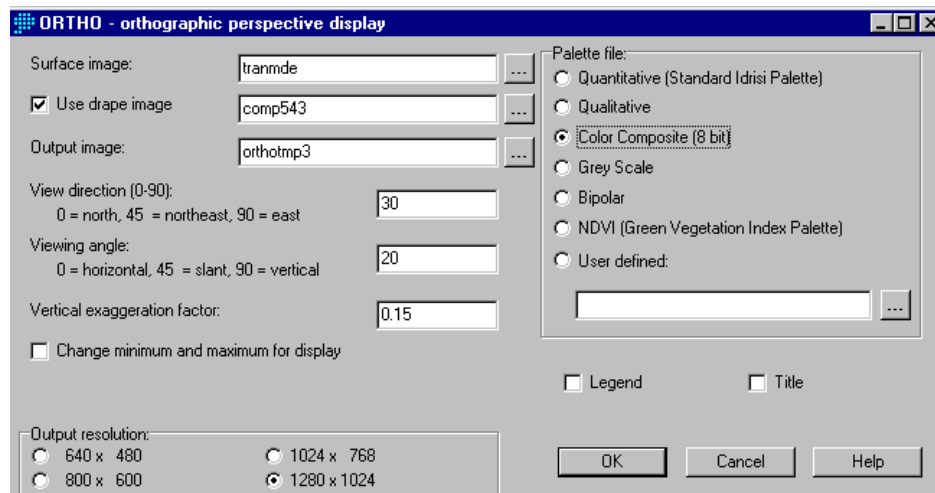 ORTHO - orthographic perspective display
Surface image:
tranmde
...
Use drape image
comp543
...
Output image:
orthotmp3
...
View direction (0-90):
0 = north, 45 = northeast, 90 = east
30
Viewing angle:
0 = horizontal, 45 = slant, 90 = vertical
20
Vertical exaggeration factor:
0.15
Change minimum and maximum for display
Palette file:
Quantitative (Standard Idrisi Palette)
Qualitative
Color Composite (8 bit)
Grey Scale
Bipolar
NDVI (Green Vegetation Index Palette)
User defined:
...
Legend
Title
Output resolution:
640 x 480
1024 x 768
800 x 600
1280 x 1024
OK
Cancel
Help